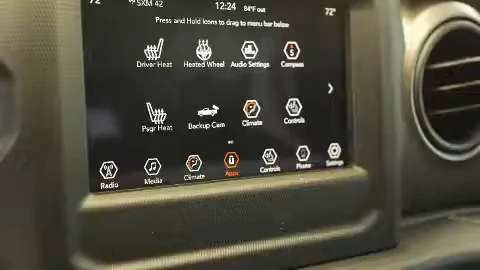 72° SXM 42 12:24 84°F out 72°
Press and Hold icons to drag to menu bar below
Driver Heat Heated Wheel Audio Settings Compass
S
Psgr Heat Backup Cam Climate Controls
Radio Media Climate Apps Controls Phone Settings